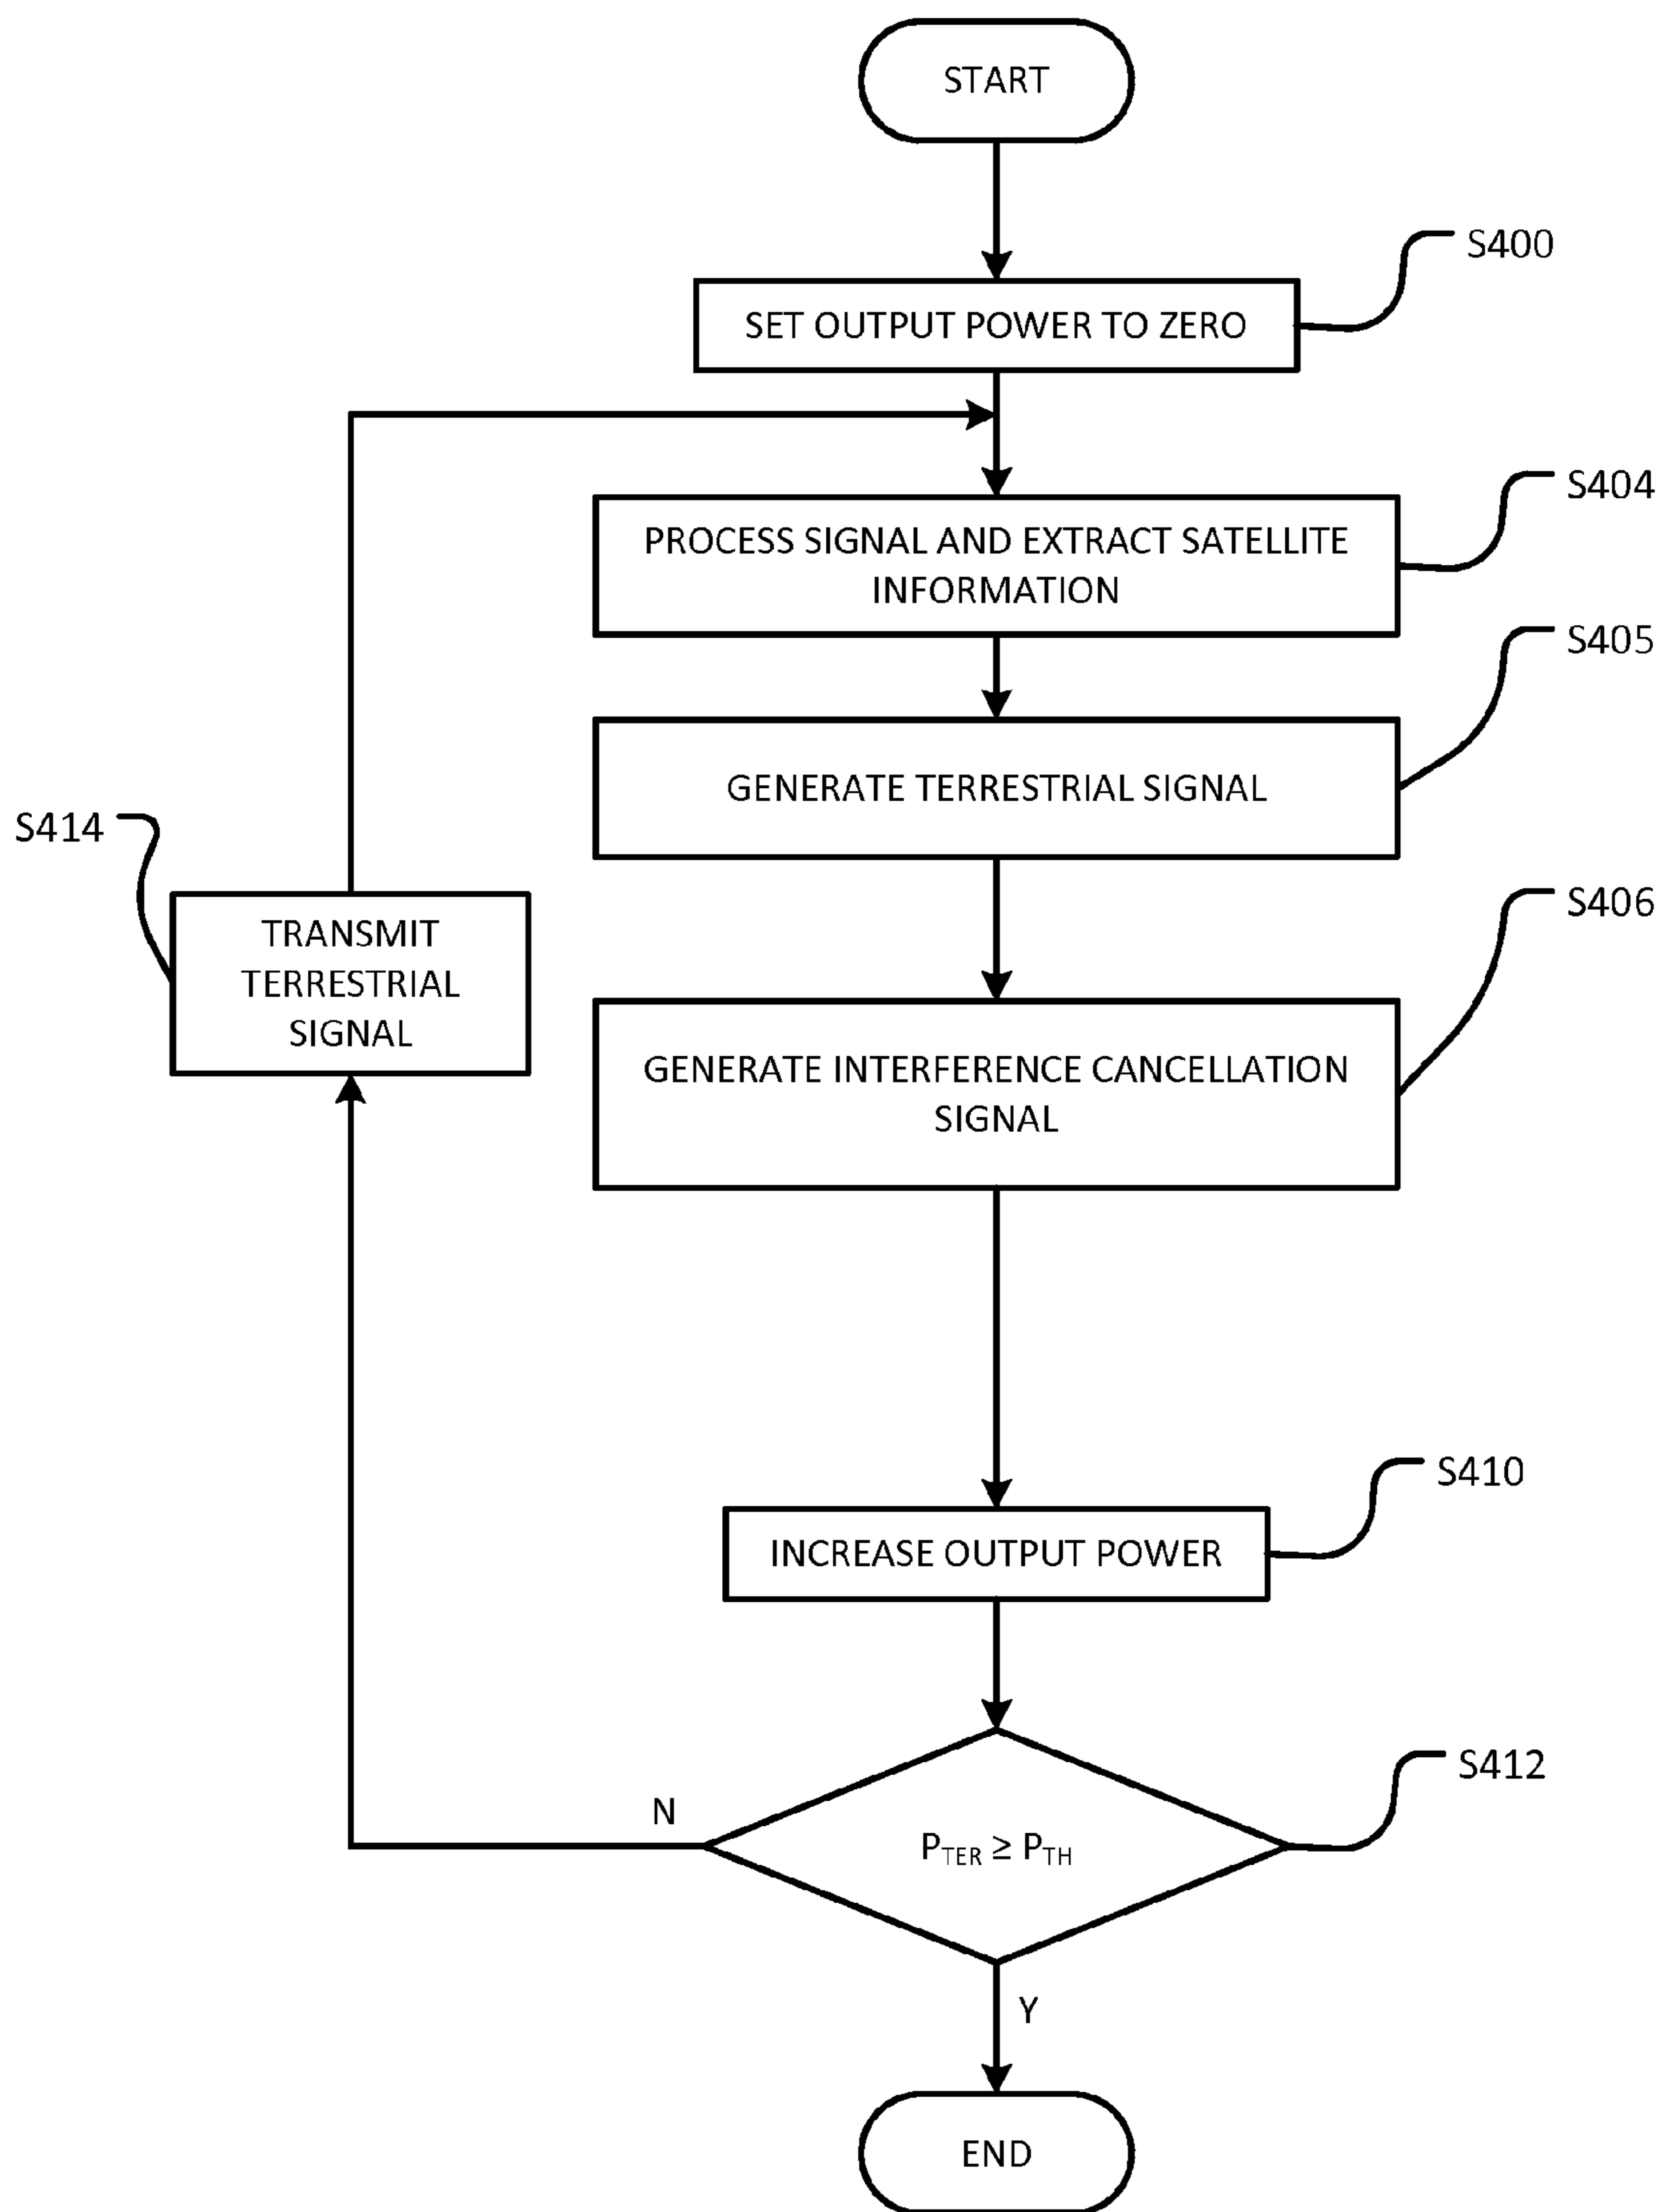 START
S400
SET OUTPUT POWER TO ZERO
S404
PROCESS SIGNAL AND EXTRACT SATELLITE
INFORMATION
S405
GENERATE TERRESTRIAL SIGNAL
S414
TRANSMIT
TERRESTRIAL
SIGNAL
S406
GENERATE INTERFERENCE CANCELLATION
SIGNAL
S410
INCREASE OUTPUT POWER
S412
N
PTER ≥ PTH
Y
END